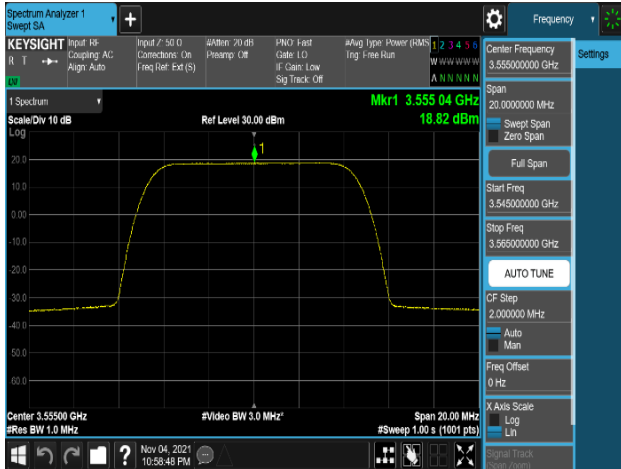 Spectrum Analyzer 1
Swept SA
+
Frequency
KEYSIGHT
R T
Input: RF
Coupling: AC
Align: Auto
Input Z: 50 Ω
Corrections: On
Freq Ref: Ext (S)
#Atten: 20 dB
Preamp: Off
PNO: Fast
Gate: LO
IF Gain: Low
Sig Track: Off
#Avg Type: Power (RMS
Trig: Free Run
1 2 3 4 5 6
W W W W W W
A N N N N N
Settings
Center Frequency
3.555000000 GHz
Span
20.0000000 MHz
Swept Span
Zero Span
Full Span
Start Freq
3.545000000 GHz
Stop Freq
3.565000000 GHz
AUTO TUNE
CF Step
2.000000 MHz
Auto
Man
Freq Offset
0 Hz
X Axis Scale
Log
Lin
Signal Track
(Span Zoom)
1 Spectrum
Scale/Div 10 dB
Log
Ref Level 30.00 dBm
Mkr1 3.555 04 GHz
18.82 dBm
1
20.0
10.0
0.00
-10.0
-20.0
-30.0
-40.0
-50.0
-60.0
Center 3.55500 GHz
#Res BW 1.0 MHz
#Video BW 3.0 MHz*
Span 20.00 MHz
#Sweep 1.00 s (1001 pts)
?
Nov 04, 2021
10:58:48 PM